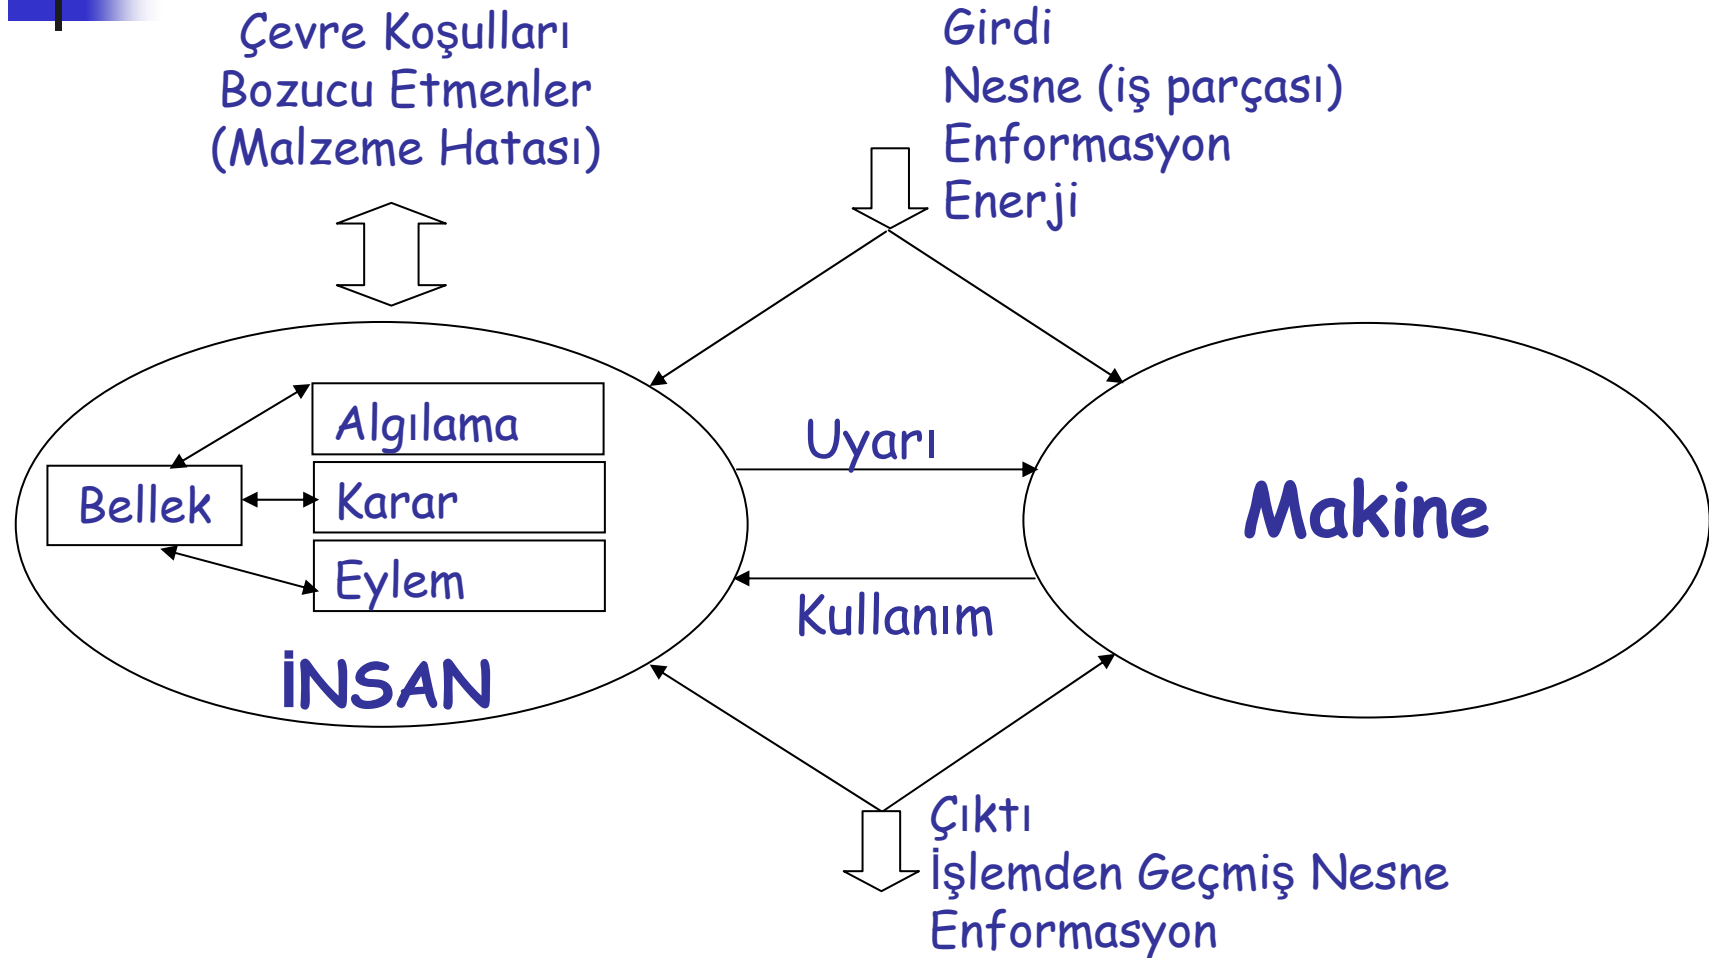 Çevre Koşulları
Bozucu Etmenler
(Malzeme Hatası)
Girdi
Nesne (iş parçası)
Enformasyon
Enerji
Algılama
Bellek
Karar
Eylem
İNSAN
Uyarı
Kullanım
Makine
Çıktı
İşlemden Geçmiş Nesne
Enformasyon